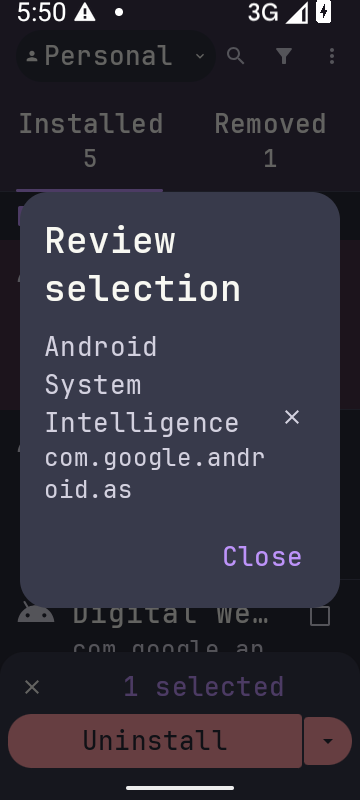 5:50
3G
Personal
Installed
5
Removed
1
Review
selection
Android
System
Intelligence
com.google.andr
oid.as
Close
Digital We…
com.google.an
1 selected
Uninstall